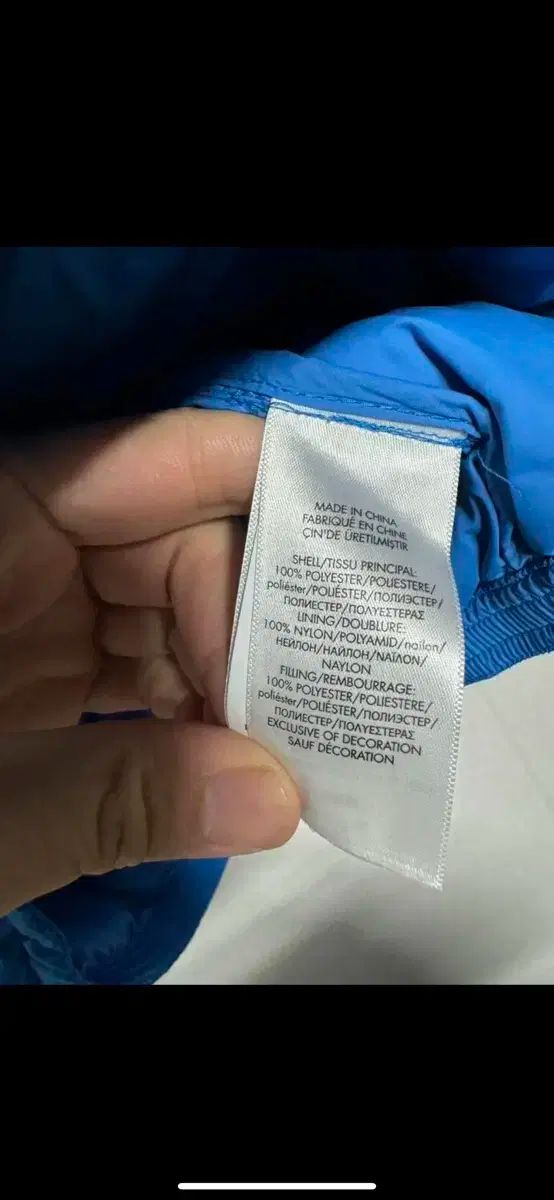 MADE IN CHINA
FABRIQUÉ EN CHINE
ÇIN'DE ÜRETILMIŞTIR
SHELL/TISSU PRINCIPAL:
100% POLYESTER/POLIESTERE/
poliéster/POLIÉSTER/ПОЛИЭСТЕР/
ПОЛИЕСТЕР/ΠΟΛΥΕΣΤΕΡΑΣ
LINING/DOUBLURE:
100% NYLON/POLYAMID/nailon/
НЕЙЛОН/НАЙЛОН/ΝΑΪΛΟΝ/
NAYLON
FILLING/REMBOURRAGE:
100% POLYESTER/POLIESTERE/
poliéster/POLIÉSTER/ПОЛИЭСТЕР/
ПОЛИЕСТЕР/ΠΟΛΥΕΣΤΕΡΑΣ
EXCLUSIVE OF DECORATION
SAUF DÉCORATION